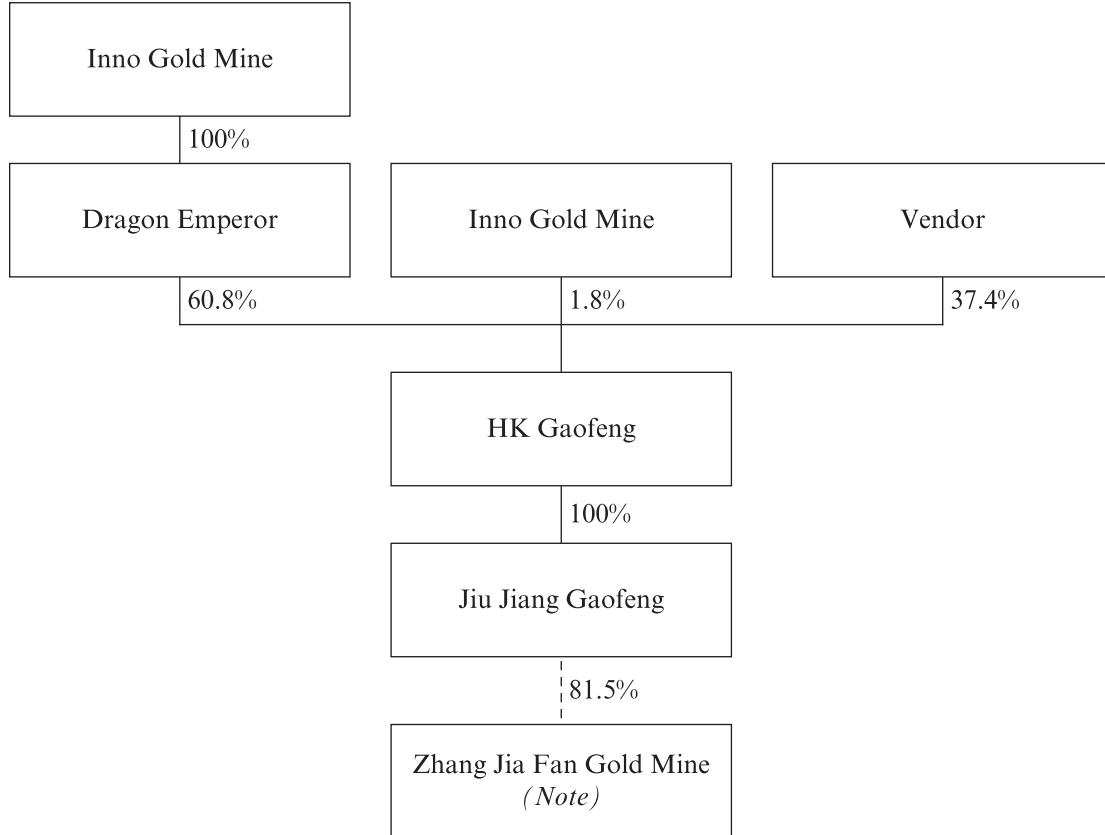 Inno Gold Mine
100%
Dragon Emperor
Inno Gold Mine
Vendor
60.8%
1.8%
37.4%
HK Gaofeng
100%
Jiu Jiang Gaofeng
81.5%
Zhang Jia Fan Gold Mine
(Note)